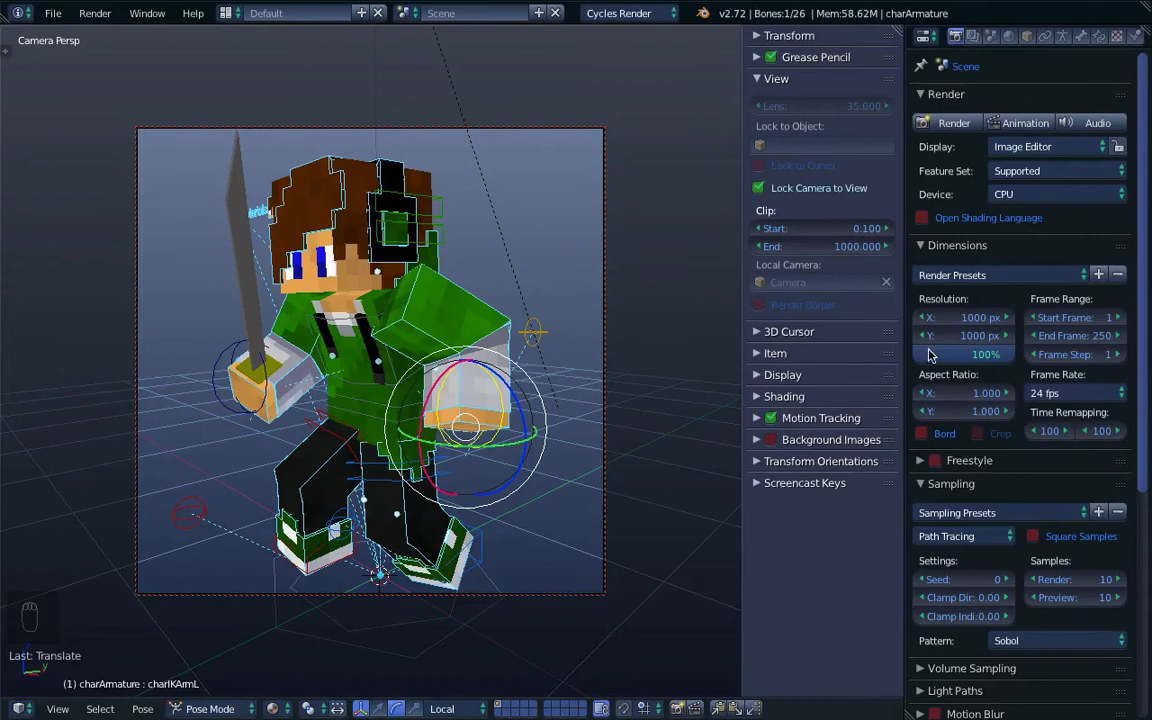 File Render Window Help Default Scene Cycles Render v2.72 | Bones:1/26 | Mem:58.62M | charArmature
Camera Persp
Last: Translate
(1) charArmature : charIKArmL
View Select Pose Pose Mode Local
Transform
Grease Pencil
View
Lens: 35.000
Lock to Object:
Lock to Cursor
Lock Camera to View
Clip:
Start: 0.100
End: 1000.000
Local Camera:
Camera
Render Border
3D Cursor
Item
Display
Shading
Motion Tracking
Background Images
Transform Orientations
Screencast Keys
Scene
Render
Render Animation Audio
Display: Image Editor
Feature Set: Supported
Device: CPU
Open Shading Language
Dimensions
Render Presets
Resolution: Frame Range:
X: 1000 px Start Frame: 1
Y: 1000 px End Frame: 250
100% Frame Step: 1
Aspect Ratio: Frame Rate:
X: 1.000 24 fps
Y: 1.000 Time Remapping:
Bord Crop 100 100
Freestyle
Sampling
Sampling Presets
Path Tracing Square Samples
Settings: Samples:
Seed: 0 Render: 10
Clamp Dir: 0.00 Preview: 10
Clamp Indi:0.00
Pattern: Sobol
Volume Sampling
Light Paths
Motion Blur